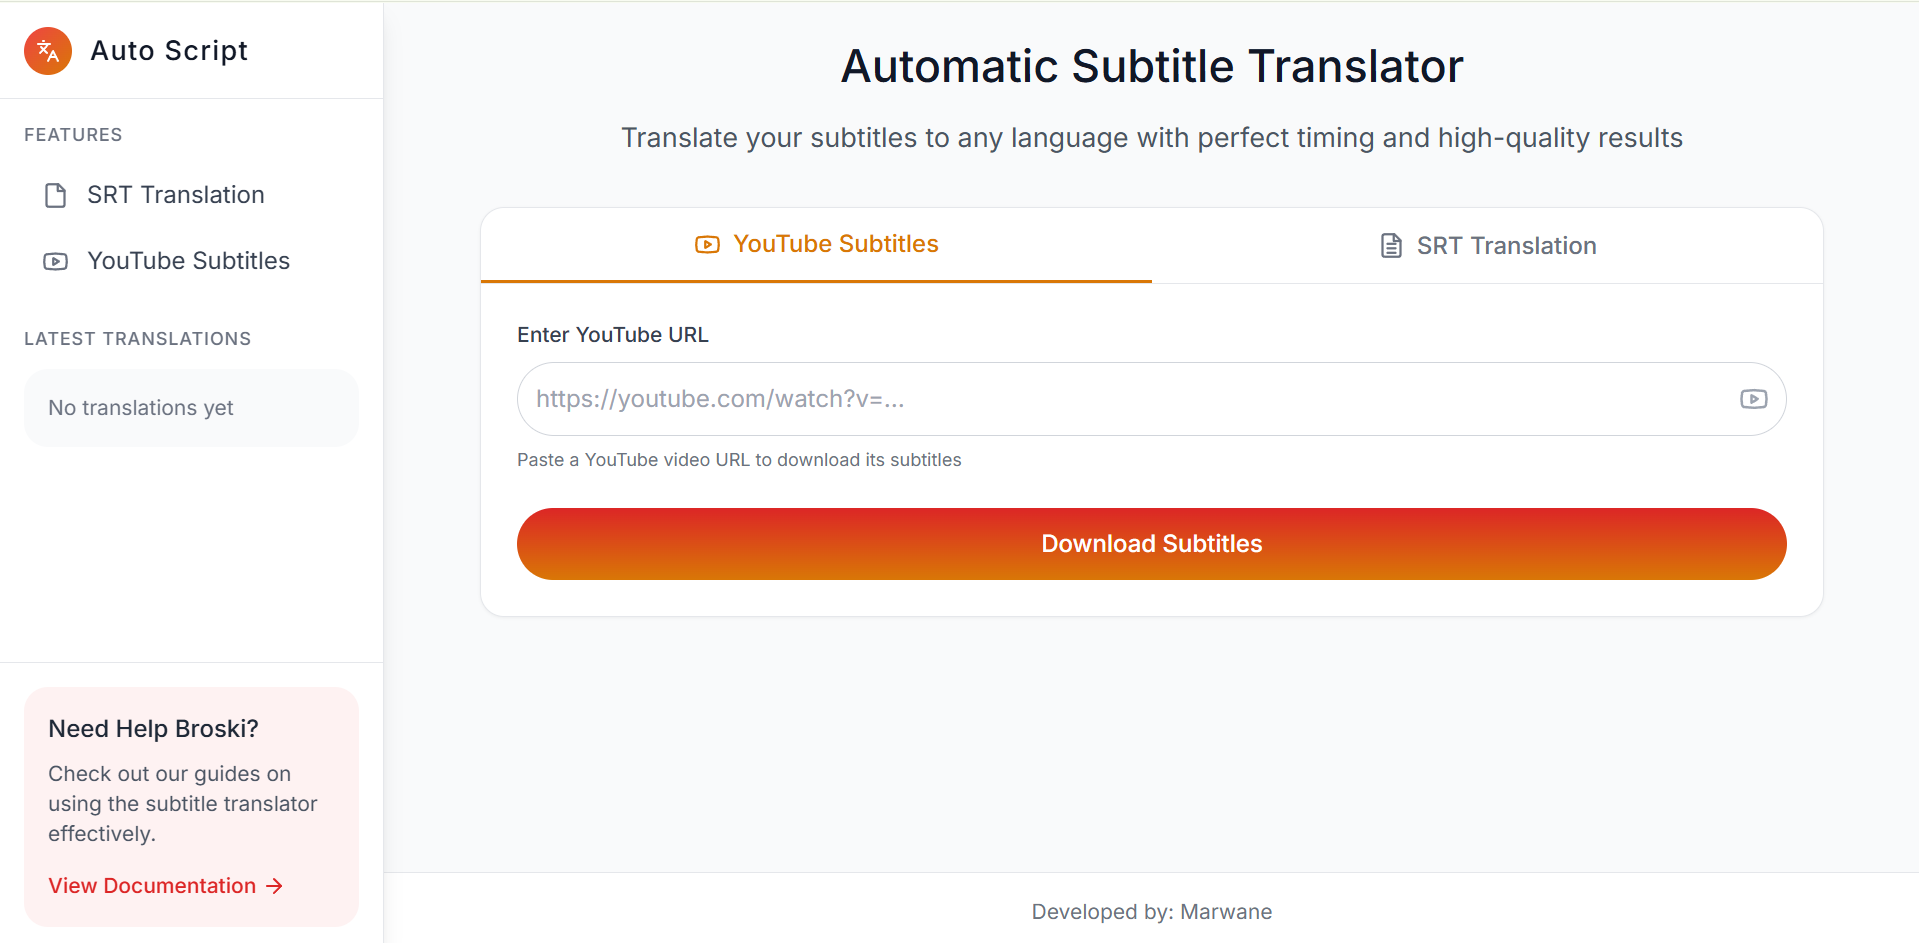 Auto Script
FEATURES
SRT Translation
YouTube Subtitles
LATEST TRANSLATIONS
No translations yet
Need Help Broski?
Check out our guides on
using the subtitle translator
effectively.
View Documentation →
Automatic Subtitle Translator
Translate your subtitles to any language with perfect timing and high-quality results
YouTube Subtitles
SRT Translation
Enter YouTube URL
https://youtube.com/watch?v=...
Paste a YouTube video URL to download its subtitles
Download Subtitles
Developed by: Marwane